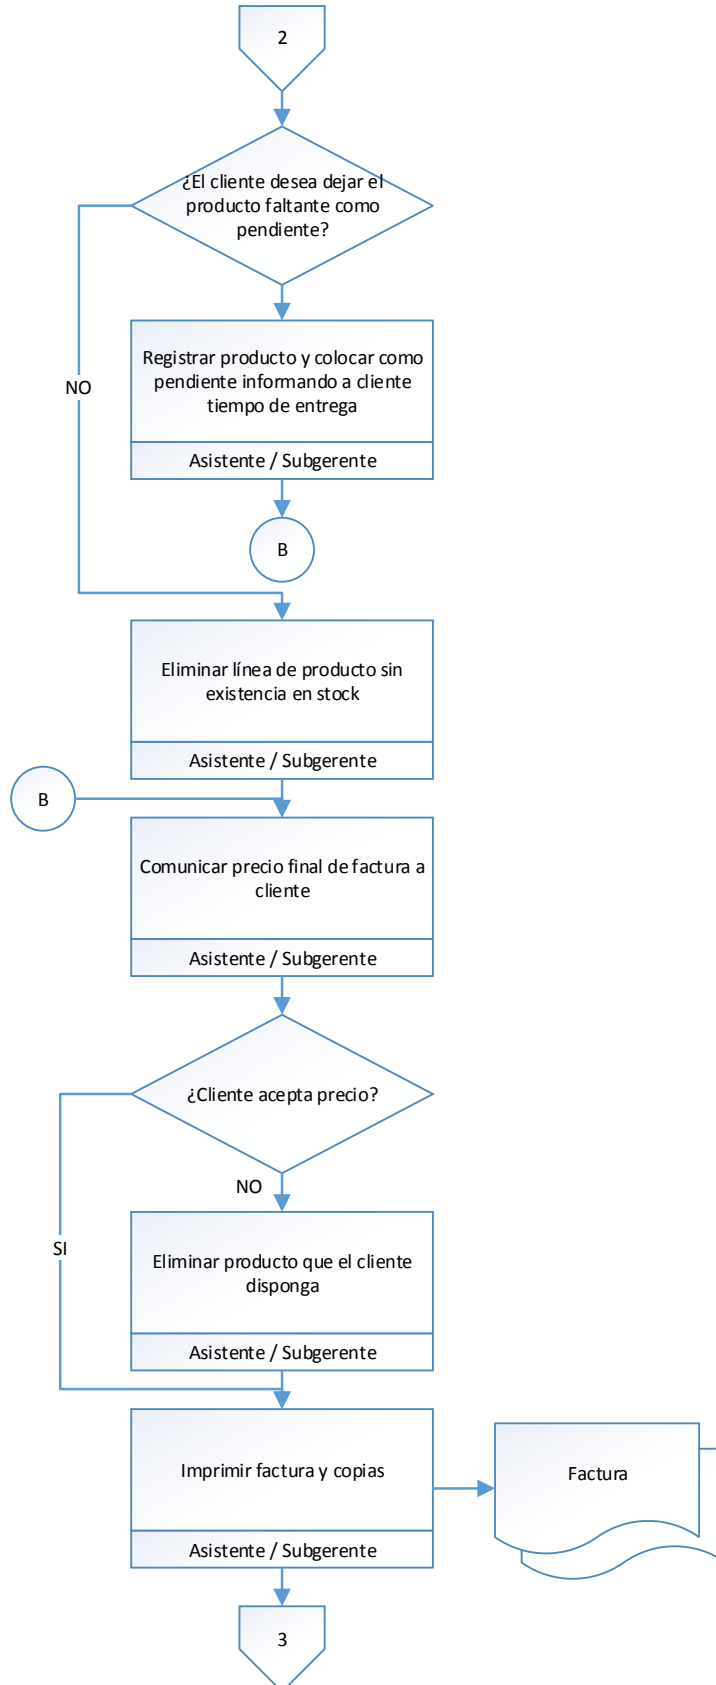 2
¿El cliente desea dejar el
producto faltante como
pendiente?
NO
Registrar producto y colocar como
pendiente informando a cliente
tiempo de entrega
Asistente / Subgerente
B
Eliminar línea de producto sin
existencia en stock
Asistente / Subgerente
B
Comunicar precio final de factura a
cliente
Asistente / Subgerente
¿Cliente acepta precio?
NO
SI
Eliminar producto que el cliente
disponga
Asistente / Subgerente
Imprimir factura y copias
Factura
Asistente / Subgerente
3